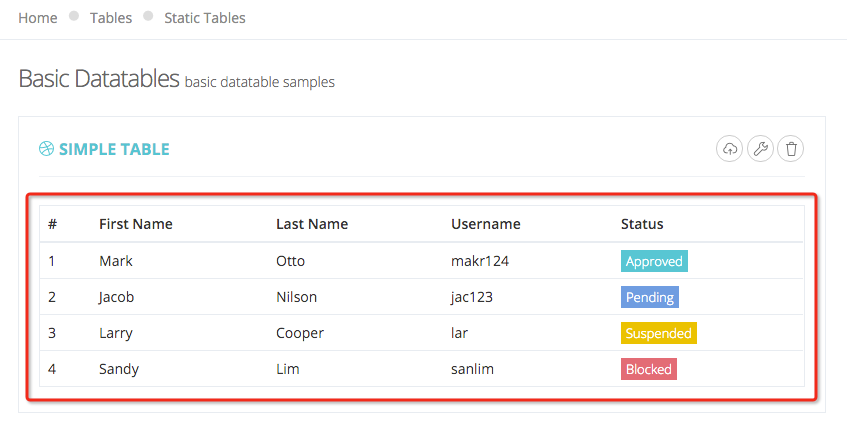 Home Tables Static Tables
Basic Datatables basic datatable samples
SIMPLE TABLE
# First Name Last Name Username Status
1 Mark Otto makr124 Approved
2 Jacob Nilson jac123 Pending
3 Larry Cooper lar Suspended
4 Sandy Lim sanlim Blocked